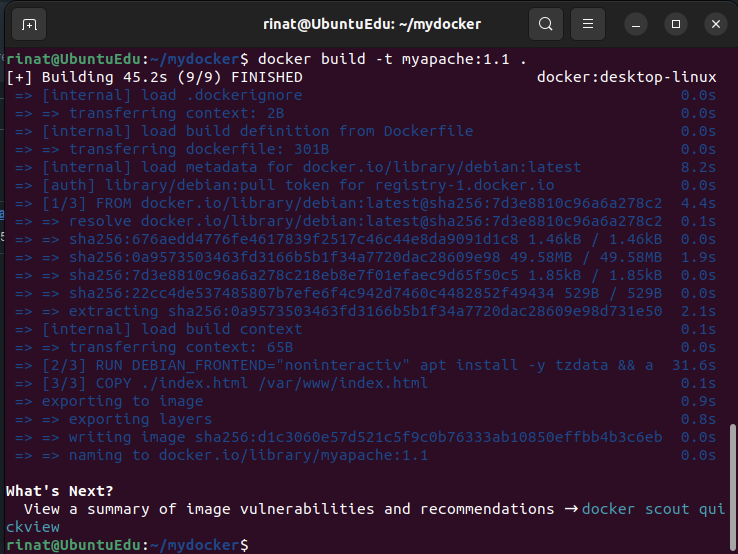 rinat@UbuntuEdu: ~/mydocker
rinat@UbuntuEdu:~/mydocker$ docker build -t myapache:1.1 .
[+] Building 45.2s (9/9) FINISHED docker:desktop-linux
=> [internal] load .dockerignore 0.0s
=> => transferring context: 2B 0.0s
=> [internal] load build definition from Dockerfile 0.0s
=> => transferring dockerfile: 301B 0.0s
=> [internal] load metadata for docker.io/library/debian:latest 8.2s
=> [auth] library/debian:pull token for registry-1.docker.io 0.0s
=> [1/3] FROM docker.io/library/debian:latest@sha256:7d3e8810c96a6a278c2 4.4s
=> => resolve docker.io/library/debian:latest@sha256:7d3e8810c96a6a278c2 0.1s
=> => sha256:676aedd4776fe4617839f2517c46c44e8da9091d1c8 1.46kB / 1.46kB 0.0s
=> => sha256:0a9573503463fd3166b5b1f34a7720dac28609e98 49.58MB / 49.58MB 1.9s
=> => sha256:7d3e8810c96a6a278c218eb8e7f01efaec9d65f50c5 1.85kB / 1.85kB 0.0s
=> => sha256:22cc4de537485807b7efe6f4c942d7460c4482852f49434 529B / 529B 0.0s
=> => extracting sha256:0a9573503463fd3166b5b1f34a7720dac28609e98d731e50 2.1s
=> [internal] load build context 0.1s
=> => transferring context: 65B 0.0s
=> [2/3] RUN DEBIAN_FRONTEND="noninteractiv" apt install -y tzdata && a 31.6s
=> [3/3] COPY ./index.html /var/www/index.html 0.1s
=> exporting to image 0.9s
=> => exporting layers 0.8s
=> => writing image sha256:d1c3060e57d521c5f9c0b76333ab10850effbb4b3c6eb 0.0s
=> => naming to docker.io/library/myapache:1.1 0.0s
What's Next?
View a summary of image vulnerabilities and recommendations → docker scout qui
ckview
rinat@UbuntuEdu:~/mydocker$